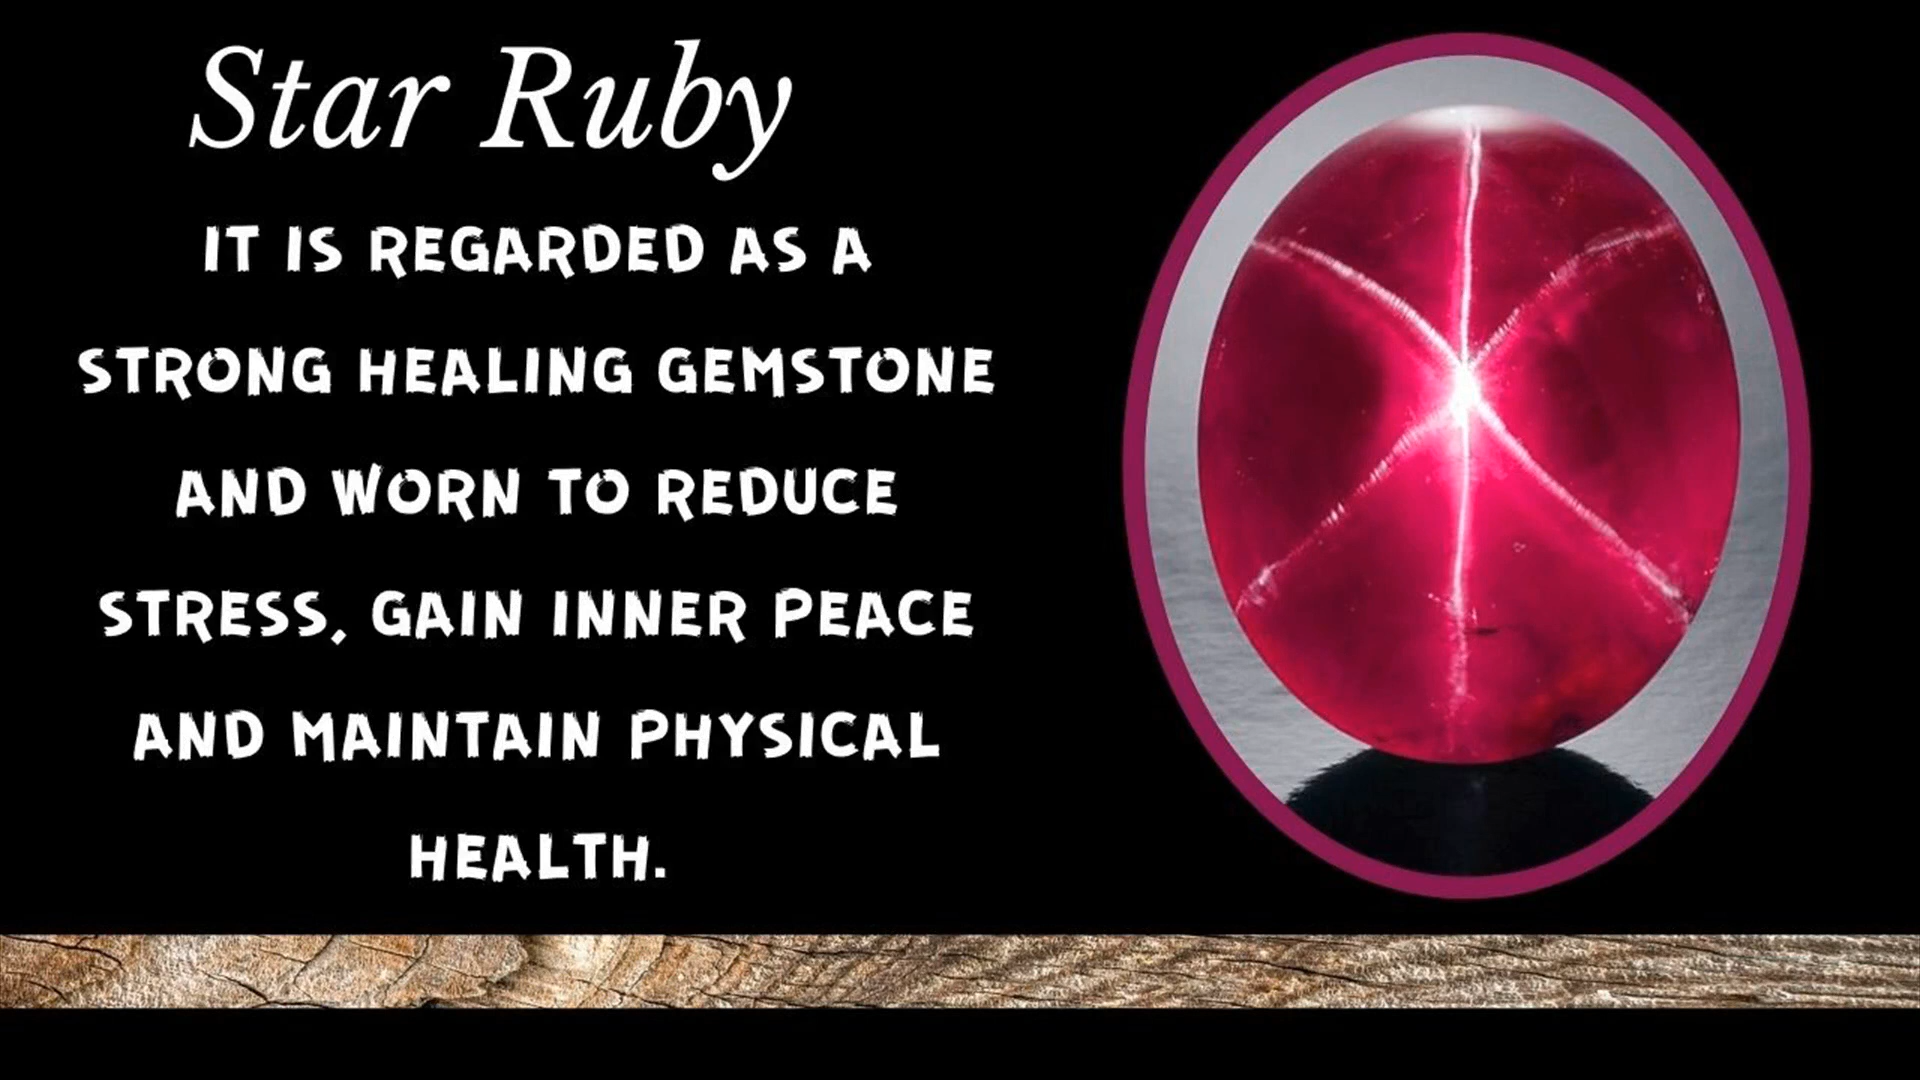 Star Ruby
IT IS REGARDED AS A
STRONG HEALING GEMSTONE
AND WORN TO REDUCE
STRESS, GAIN INNER PEACE
AND MAINTAIN PHYSICAL
HEALTH.